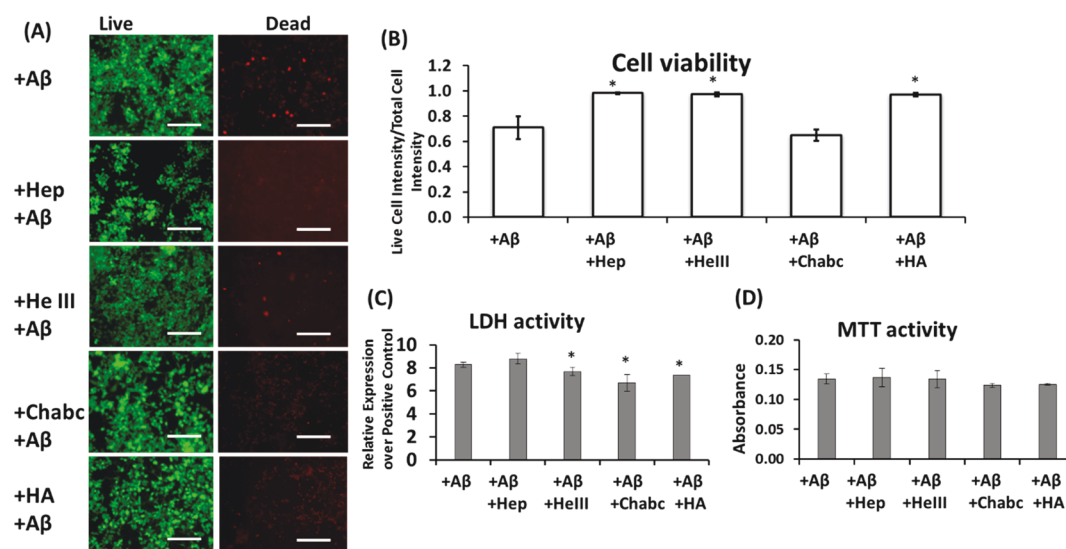 (A)
Live
Dead
+Aβ
+Hep
+Aβ
+He III
+Aβ
+Chabc
+Aβ
+HA
+Aβ
(B)
Cell viability
Live Cell Intensity/Total Cell
Intensity
1.2
1.0
0.8
0.6
0.4
0.2
0.0
*
*
*
+Aβ
+Aβ
+Hep
+Aβ
+HeIII
+Aβ
+Chabc
+Aβ
+HA
(C)
LDH activity
Relative Expression
over Positive Control
10
8
6
4
2
0
*
*
*
+Aβ
+Aβ
+Hep
+Aβ
+HeIII
+Aβ
+Chabc
+Aβ
+HA
(D)
MTT activity
Absorbance
0.20
0.15
0.10
0.05
0.00
+Aβ
+Aβ
+Hep
+Aβ
+HeIII
+Aβ
+Chabc
+Aβ
+HA